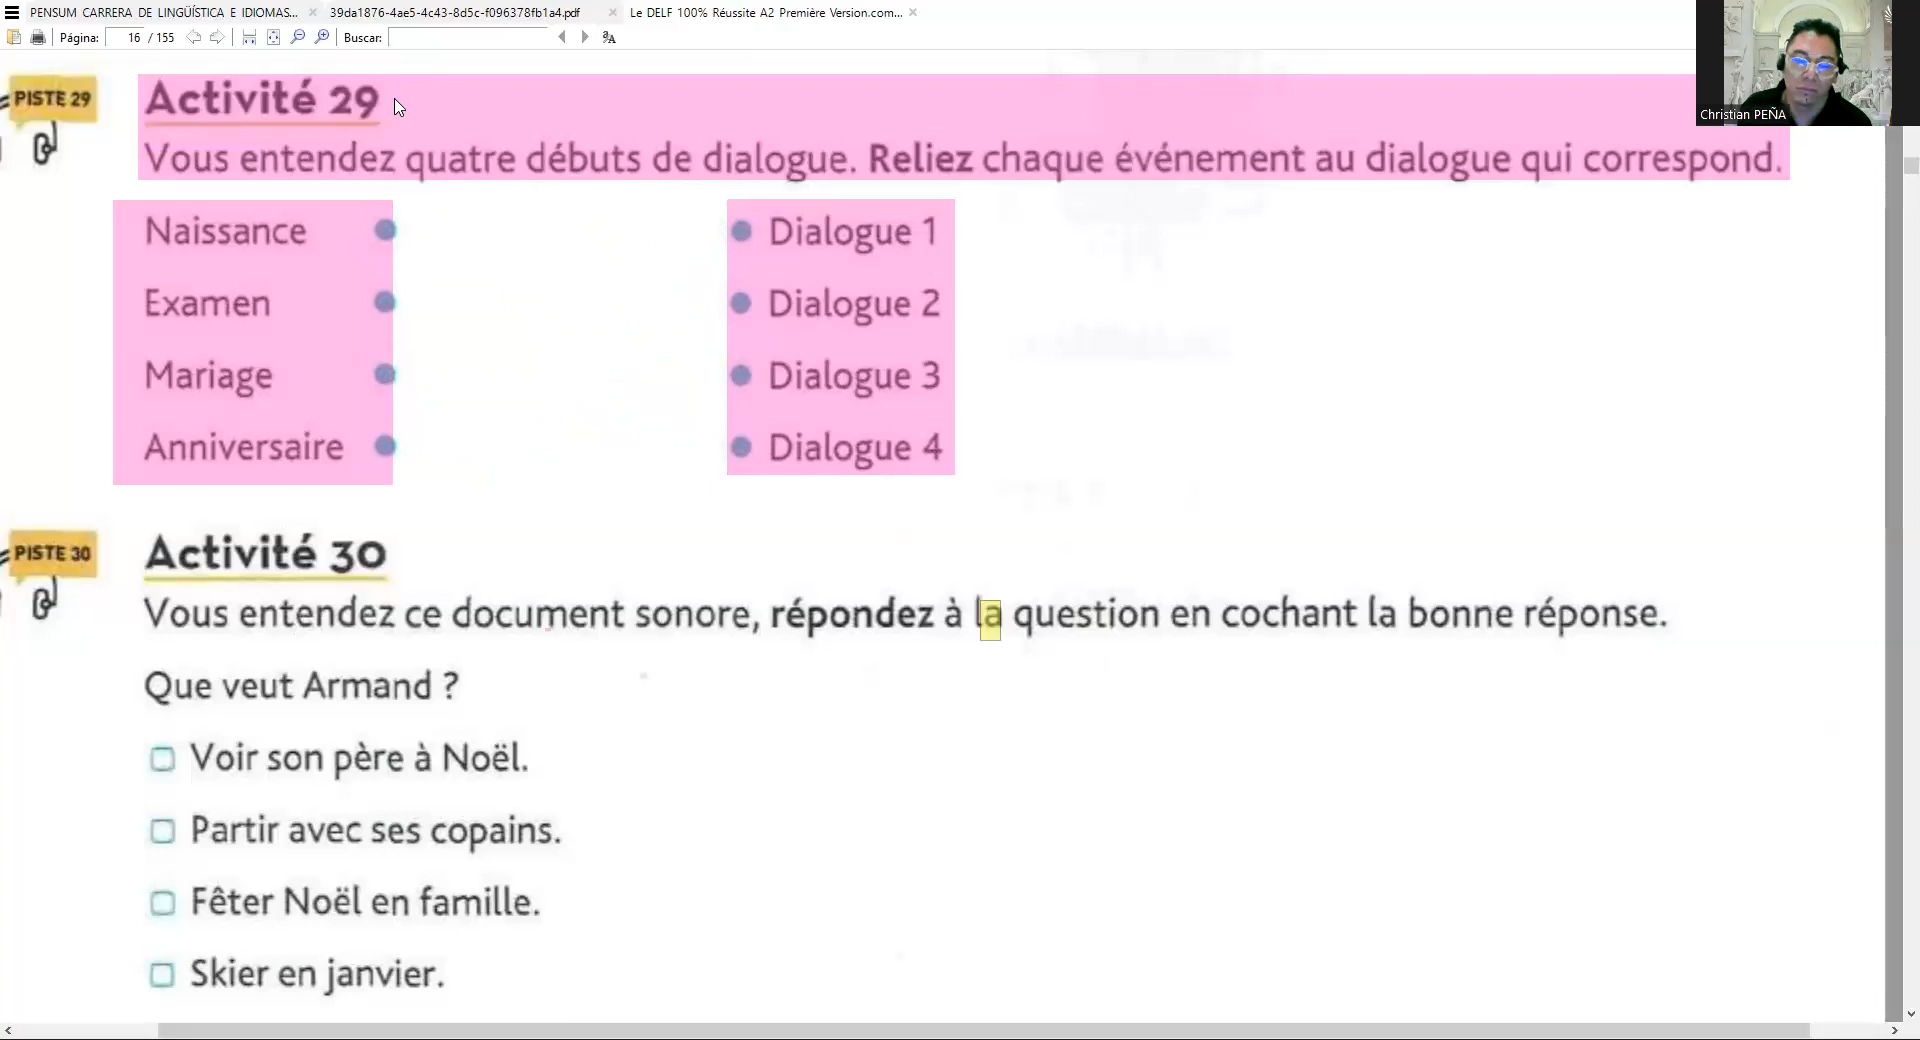 PENSUM CARRERA DE LINGÜÍSTICA E IDIOMAS...
39da1876-4ae5-4c43-8d5c-f096378fb1a4.pdf
Le DELF 100% Réussite A2 Première Version.com...
Página: 16 / 155 Buscar:
Christian PEÑA
PISTE 29
Activité 29
Vous entendez quatre débuts de dialogue. Reliez chaque événement au dialogue qui correspond.
Naissance Dialogue 1
Examen Dialogue 2
Mariage Dialogue 3
Anniversaire Dialogue 4
PISTE 30
Activité 30
Vous entendez ce document sonore, répondez à la question en cochant la bonne réponse.
Que veut Armand ?
Voir son père à Noël.
Partir avec ses copains.
Fêter Noël en famille.
Skier en janvier.